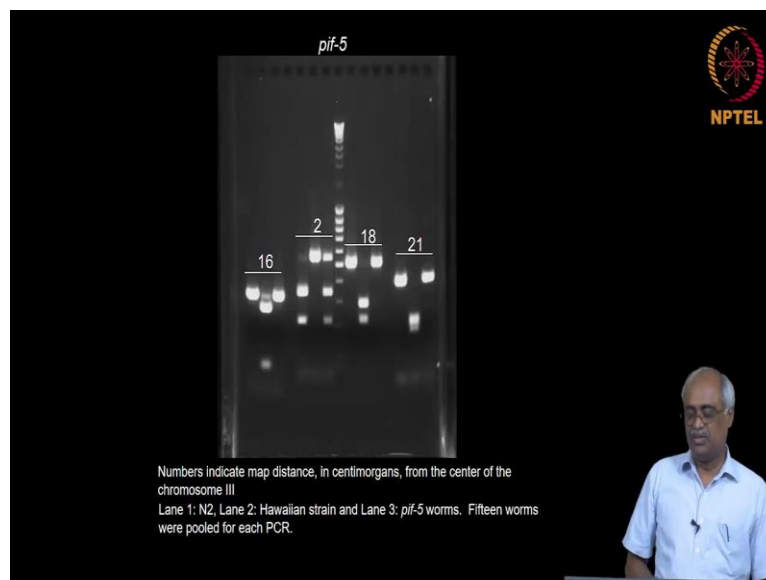 pif-5
NPTEL
16
2
18
21
Numbers indicate map distance, in centimorgans, from the center of the
chromosome III
Lane 1: N2, Lane 2: Hawaiian strain and Lane 3: pif-5 worms. Fifteen worms
were pooled for each PCR.